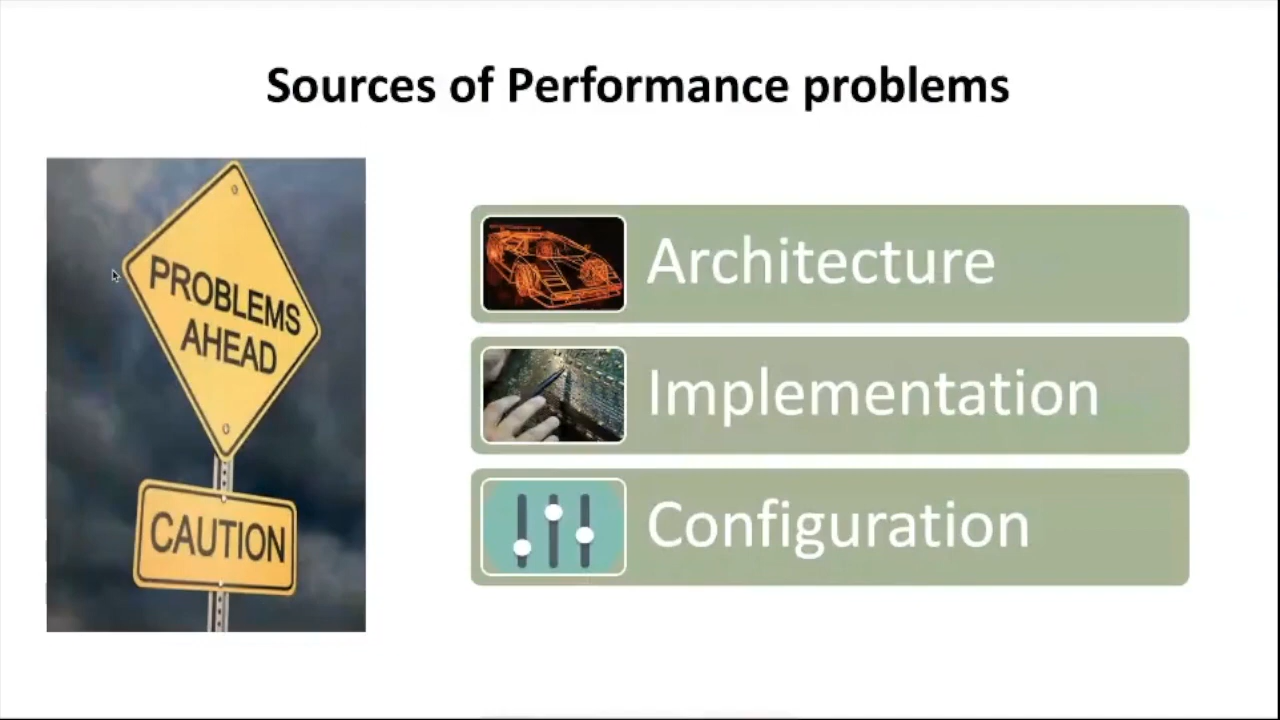 Sources of Performance problems
PROBLEMS
AHEAD
CAUTION
Architecture
Implementation
Configuration